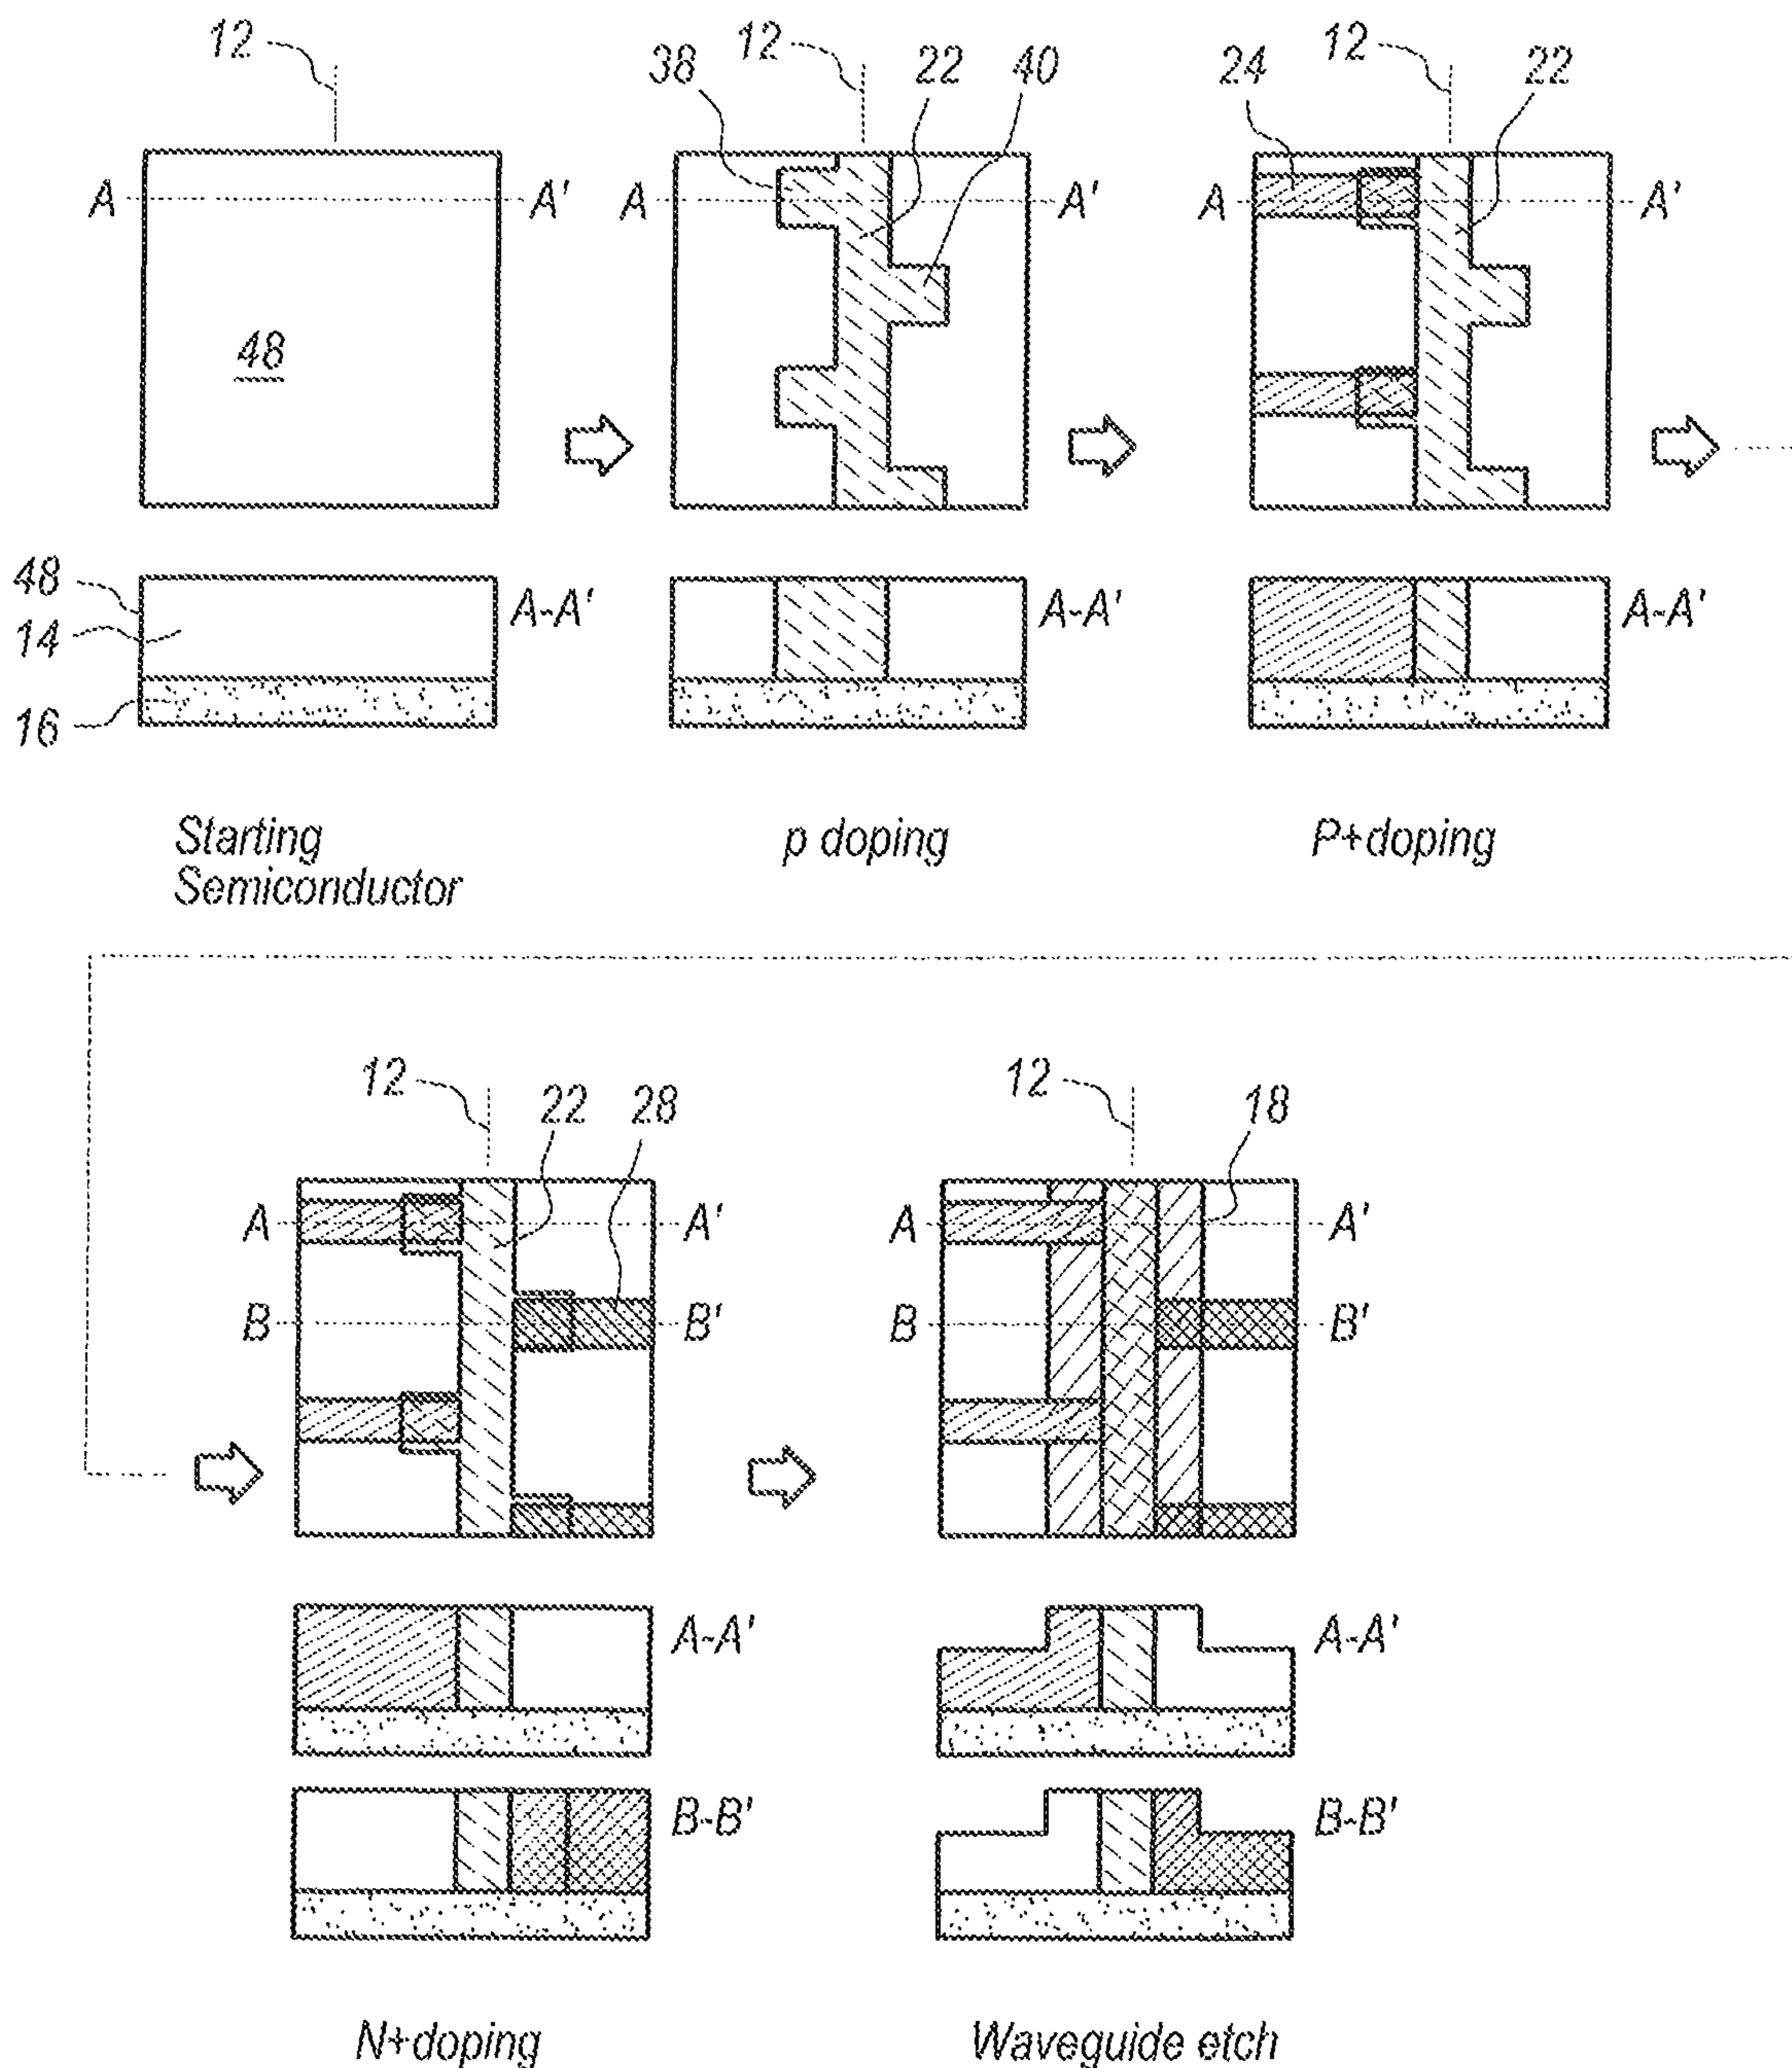 12
12
38
22
40
12
24
22
A
A'
A
A'
A
A'
48
48
14
16
A-A'
A-A'
A-A'
Starting
Semiconductor
p doping
P+doping
12
22
28
12
18
A
A'
A
A'
B
B'
B
B'
A-A'
A-A'
B-B'
B-B'
N+doping
Waveguide etch